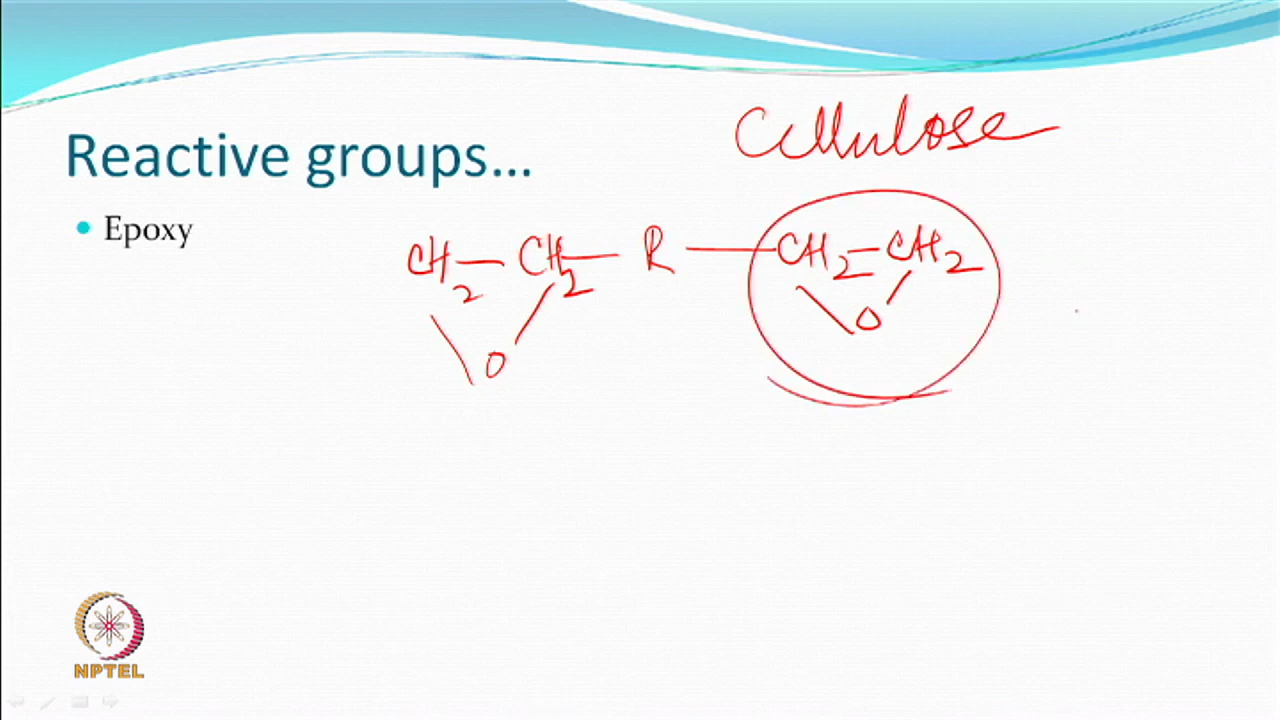 Cellulose
Reactive groups...
• Epoxy
CH2 — CH2 — R — CH2 — CH2
O
O
NPTEL